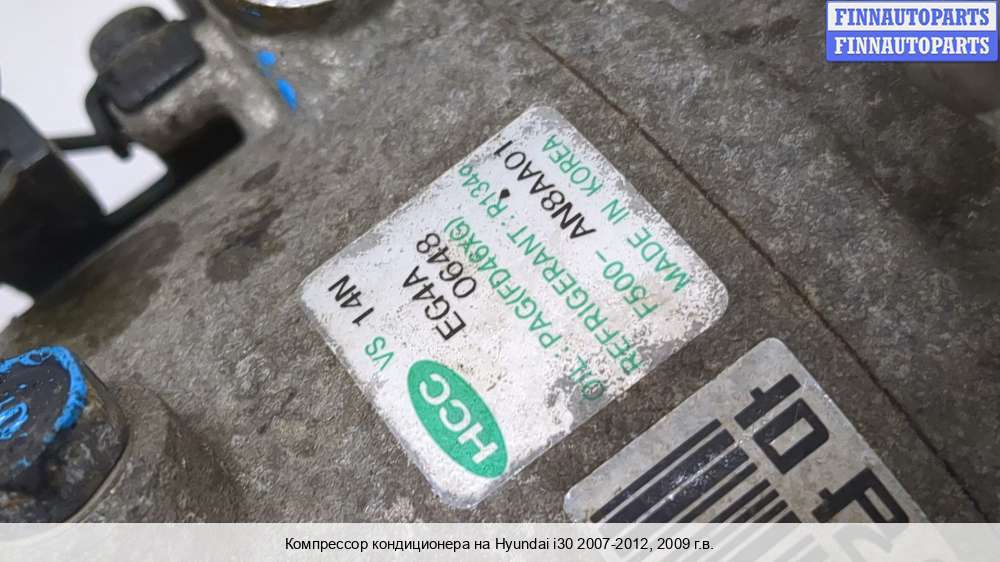 FINNAUTOPARTS
FINNAUTOPARTS
HCC
VS 14N
EG4A
0648
OIL : PAG(FD46XG)
REFRIGERANT : R134a
F500-AN8AA01
MADE IN KOREA
Компрессор кондиционера на Hyundai i30 2007-2012, 2009 г.в.